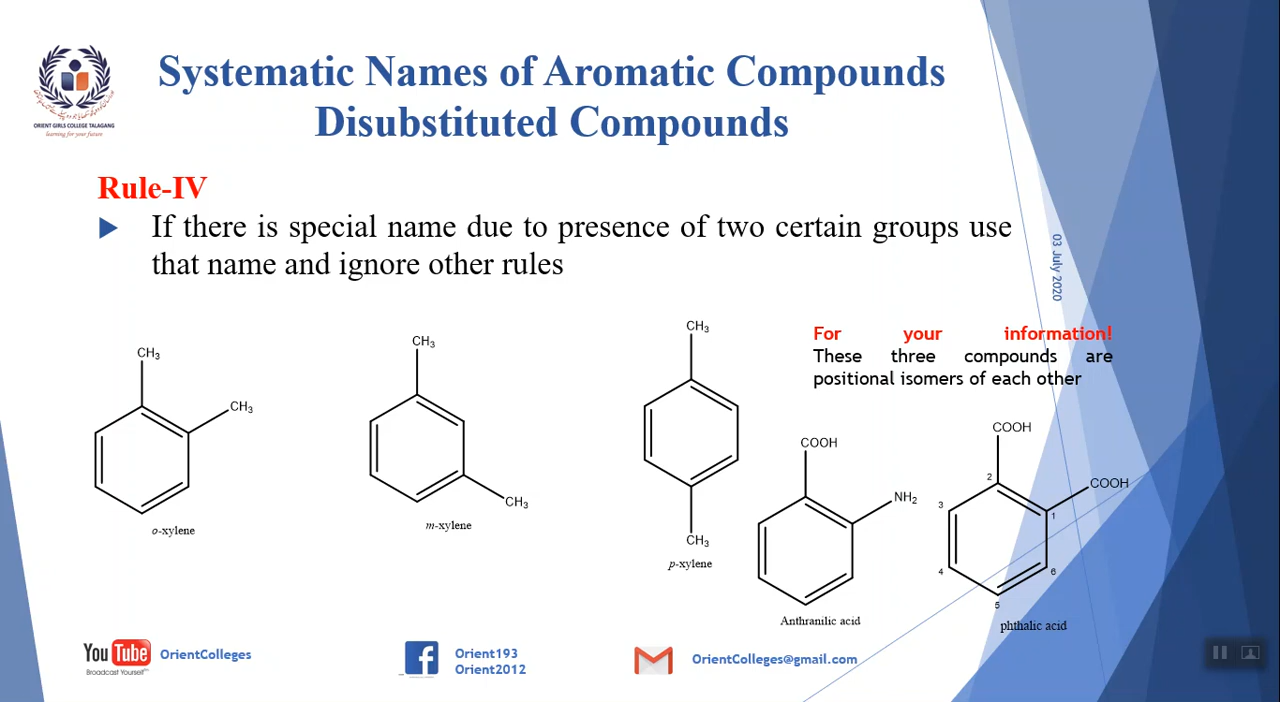 Systematic Names of Aromatic Compounds
Disubstituted Compounds
ORIENT GIRLS COLLEGE TALAGANG
learning for your future
Rule-IV
If there is special name due to presence of two certain groups use
that name and ignore other rules
03 July 2020
For your information!
These three compounds are
positional isomers of each other
CH3
CH3
o-xylene
CH3
CH3
m-xylene
CH3
CH3
p-xylene
COOH
NH2
Anthranilic acid
COOH
COOH
2
1
3
4
6
5
phthalic acid
YouTube
Broadcast Yourself™
OrientColleges
f
Orient193
Orient2012
OrientColleges@gmail.com